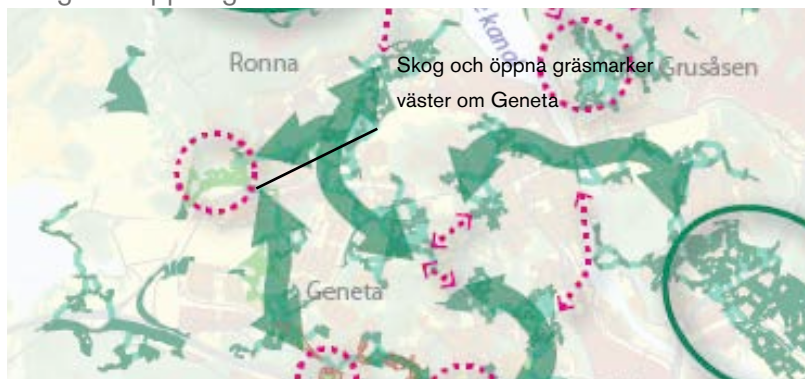 Ronna
Skog och öppna gräsmarker
Grusåsen
väster om Geneta
Geneta